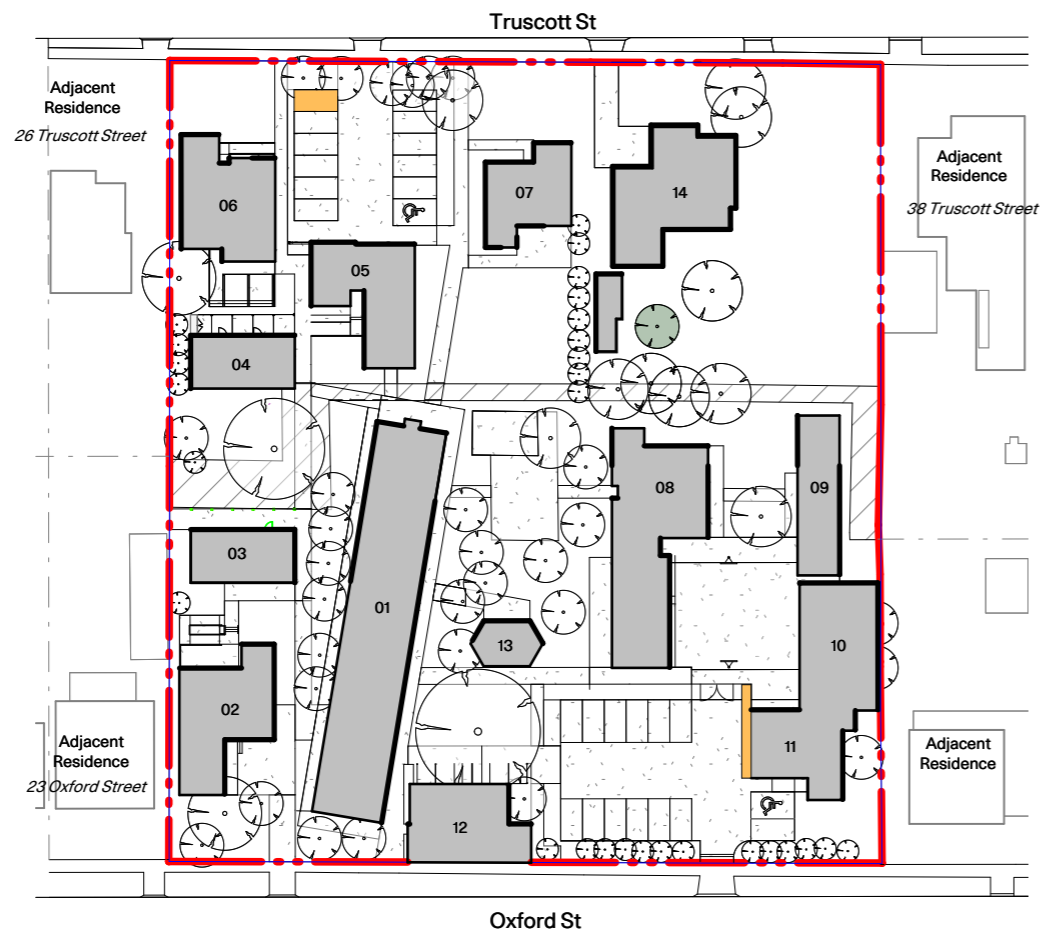 Truscott St
Adjacent
Residence
26 Truscott Street
Adjacent
Residence
38 Truscott Street
06
07
14
05
04
08
09
03
01
13
10
02
11
12
Adjacent
Residence
23 Oxford Street
Adjacent
Residence
Oxford St